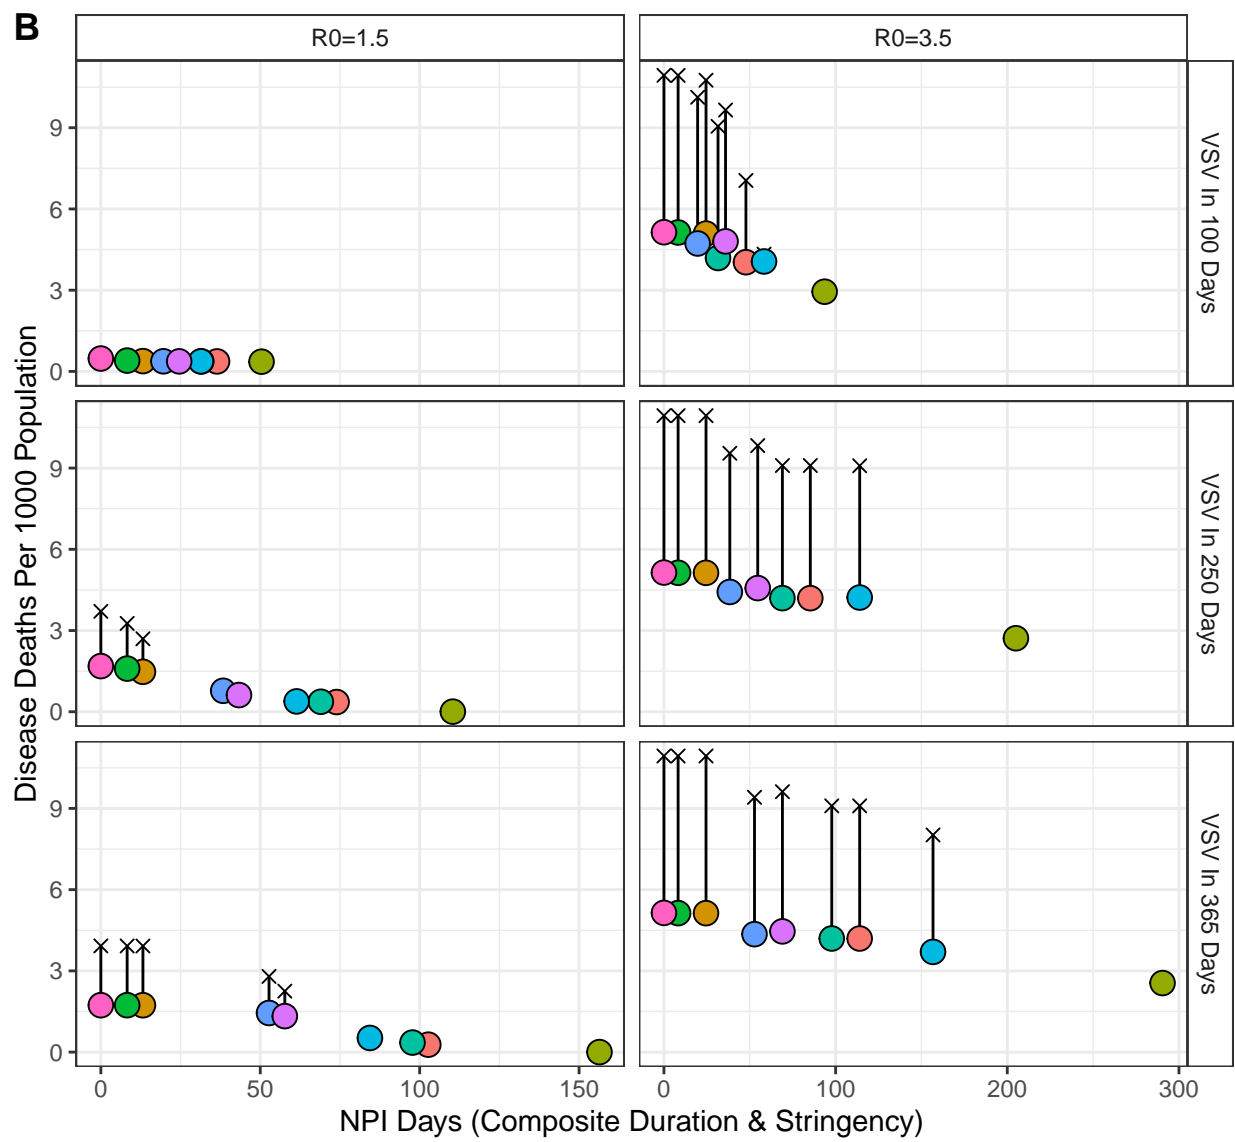 B
R0=1.5
R0=3.5
Disease Deaths Per 1000 Population
9
6
3
0
VSV In 100 Days
9
6
3
0
VSV In 250 Days
9
6
3
0
VSV In 365 Days
0 50 100 150
0 100 200 300
NPI Days (Composite Duration & Stringency)